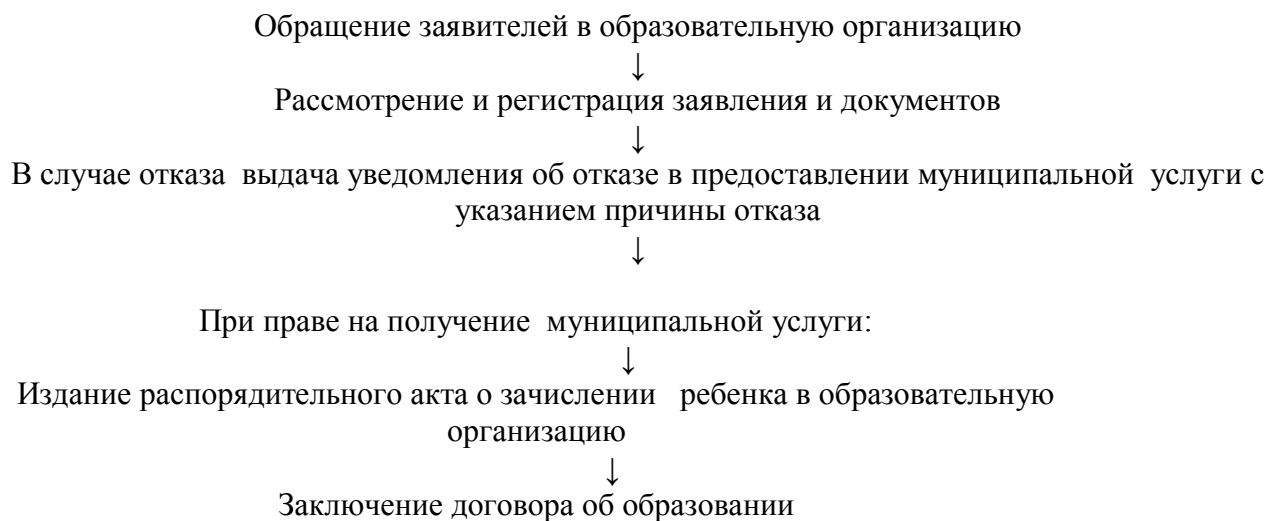 Обращение заявителей в образовательную организацию
↓
Рассмотрение и регистрация заявления и документов
↓
В случае отказа выдача уведомления об отказе в предоставлении муниципальной услуги с
указанием причины отказа
↓
При праве на получение муниципальной услуги:
↓
Издание распорядительного акта о зачислении ребенка в образовательную
организацию
↓
Заключение договора об образовании